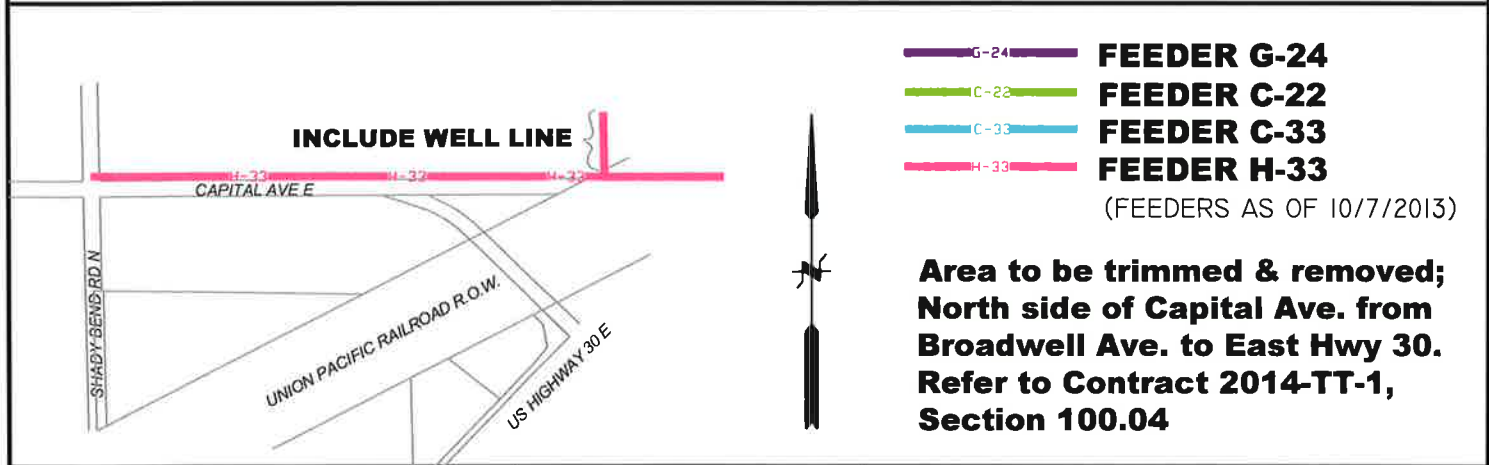 INCLUDE WELL LINE
H-33 H-33 H-33
CAPITAL AVE E
SHADY BEND RD N
UNION PACIFIC RAILROAD R.O.W.
US HIGHWAY 30 E
G-24 FEEDER G-24
C-22 FEEDER C-22
C-33 FEEDER C-33
H-33 FEEDER H-33
(FEEDERS AS OF 10/7/2013)
N
Area to be trimmed & removed;
North side of Capital Ave. from
Broadwell Ave. to East Hwy 30.
Refer to Contract 2014-TT-1,
Section 100.04